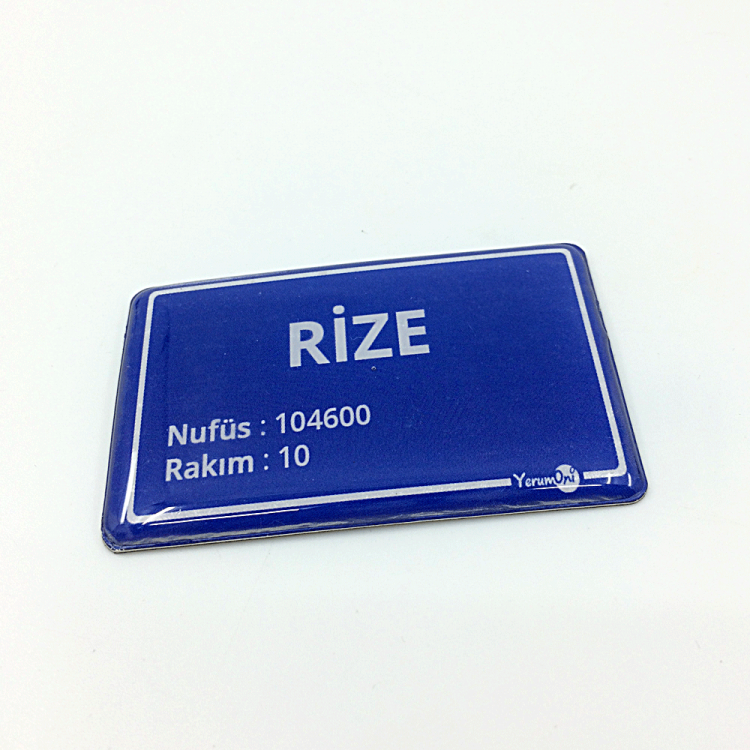 RİZE
Nufüs : 104600
Rakım : 10
YerumOni